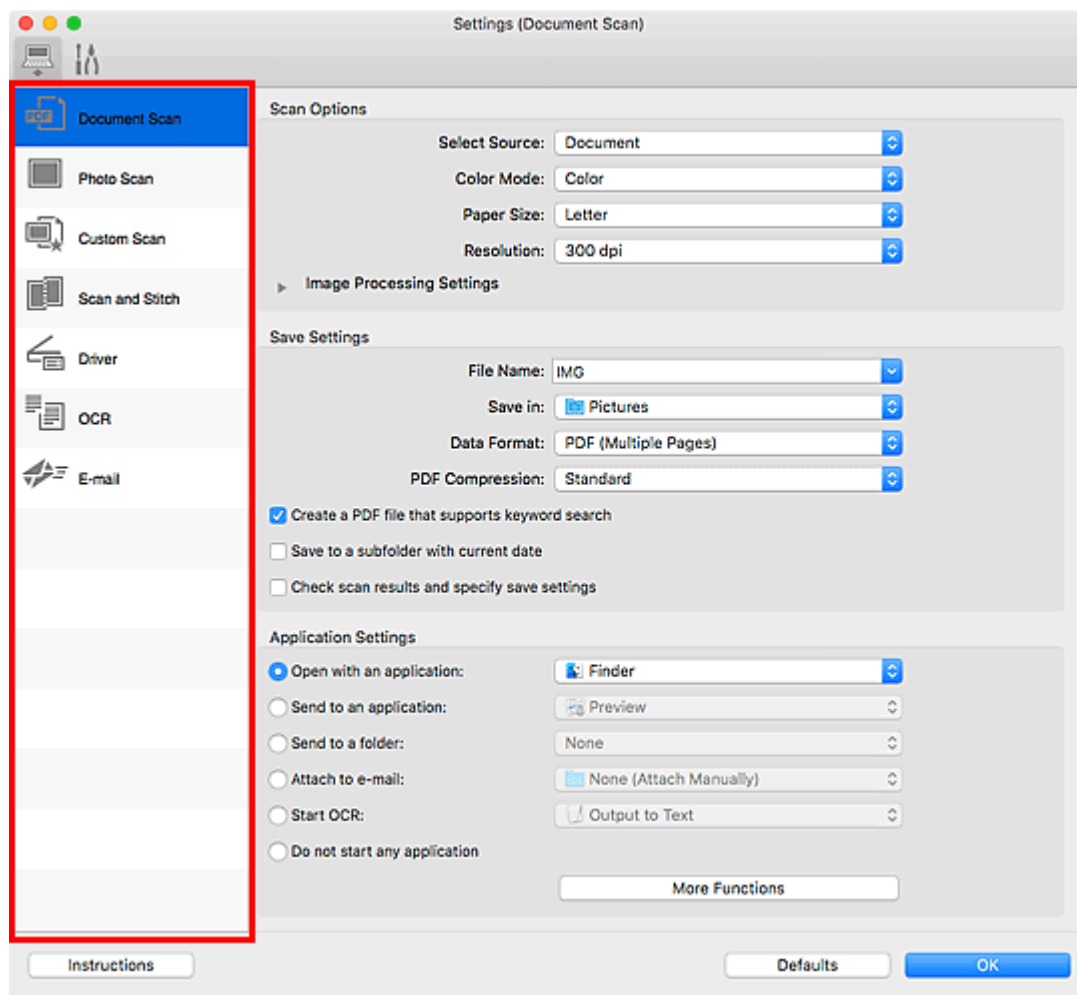 Settings (Document Scan)
PDF
Document Scan
Photo Scan
Custom Scan
Scan and Stitch
Driver
OCR
E-mail
Scan Options
Select Source: Document
Color Mode: Color
Paper Size: Letter
Resolution: 300 dpi
Image Processing Settings
Save Settings
File Name: IMG
Save in: Pictures
Data Format: PDF (Multiple Pages)
PDF Compression: Standard
Create a PDF file that supports keyword search
Save to a subfolder with current date
Check scan results and specify save settings
Application Settings
Open with an application: Finder
Send to an application: Preview
Send to a folder: None
Attach to e-mail: None (Attach Manually)
Start OCR: Output to Text
Do not start any application
More Functions
Instructions
Defaults
OK